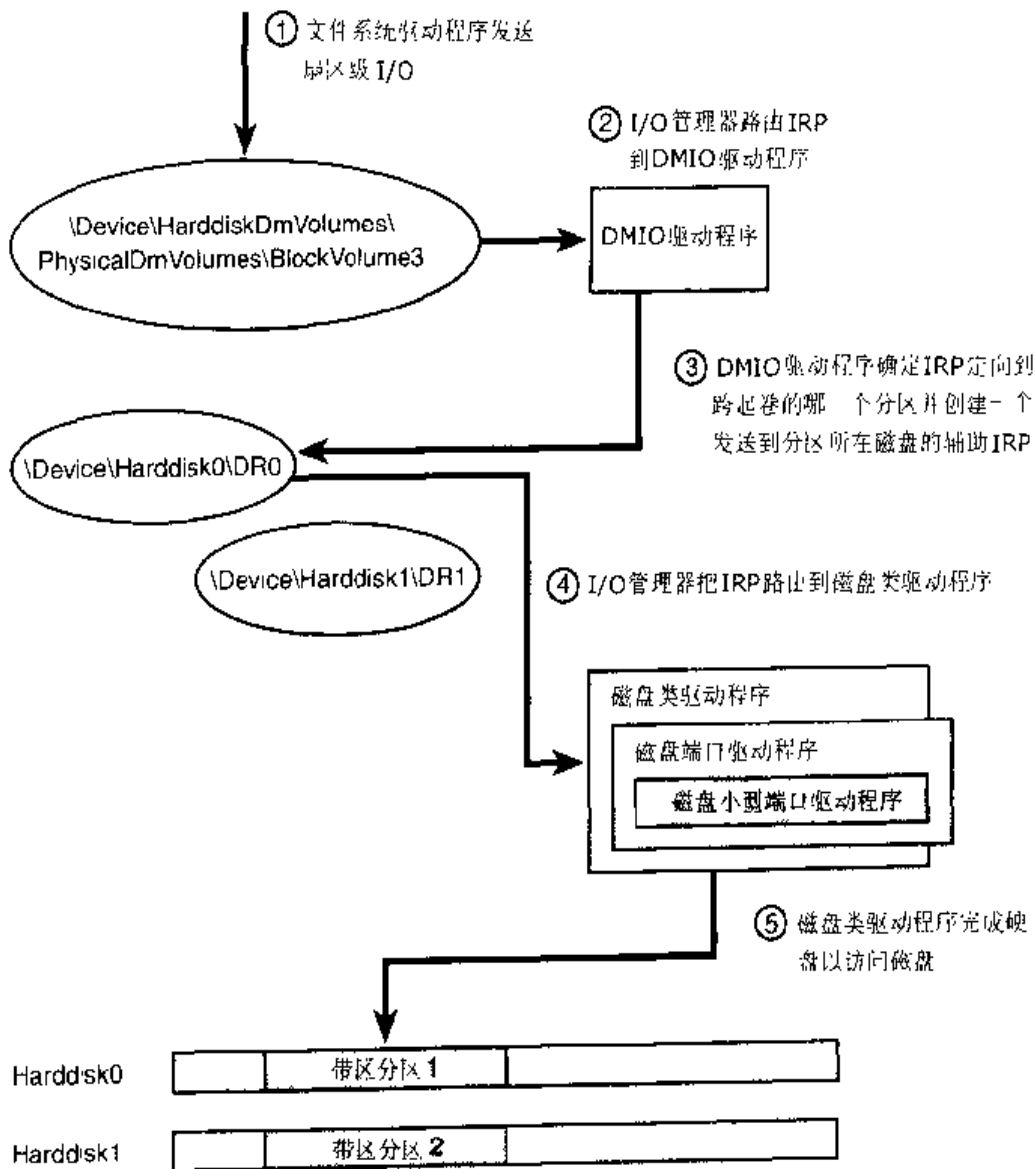 ① 文件系统驱动程序发送
扇区级 I/O
② I/O管理器路由IRP
到DMIO驱动程序
\Device\HarddiskDmVolumes\
PhysicalDmVolumes\BlockVolume3
DMIO驱动程序
③ DMIO驱动程序确定IRP定向到
跨起卷的哪一个分区并创建一个
发送到分区所在磁盘的辅助IRP
\Device\Harddisk0\DR0
\Device\Harddisk1\DR1
④ I/O管理器把IRP路由到磁盘类驱动程序
磁盘类驱动程序
磁盘端口驱动程序
磁盘小型端口驱动程序
⑤ 磁盘类驱动程序完成硬
盘以访问磁盘
Harddisk0
带区分区1
Harddisk1
带区分区2